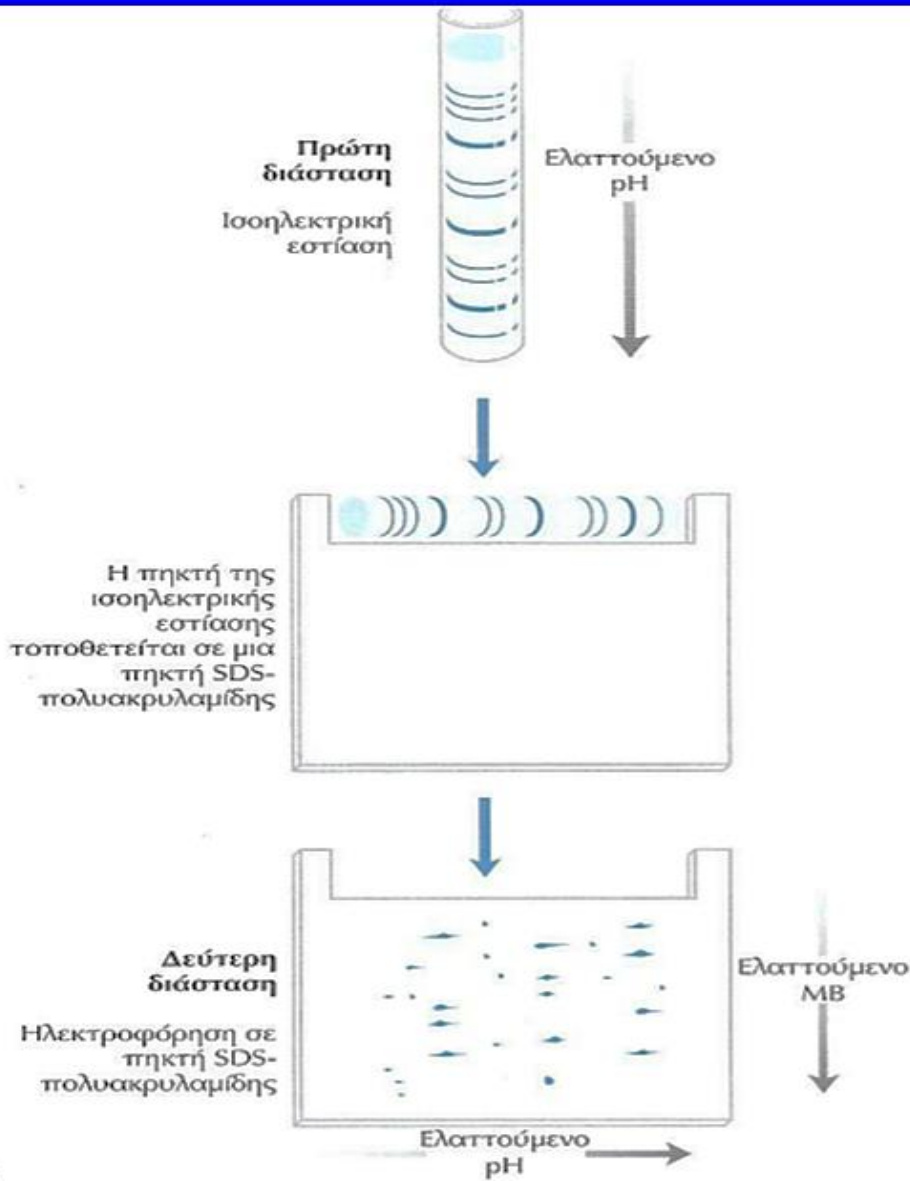 Πρώτη
διάσταση
Ισοηλεκτρική
εστίαση
Ελαττούμενο
pH
Η πηκτή της
ισοηλεκτρικής
εστίασης
τοποθετείται σε μια
πηκτή SDS-
πολυακρυλαμίδης
Δεύτερη
διάσταση
Ηλεκτροφόρηση σε
πηκτή SDS-
πολυακρυλαμίδης
Ελαττούμενο
ΜΒ
Ελαττούμενο
pH